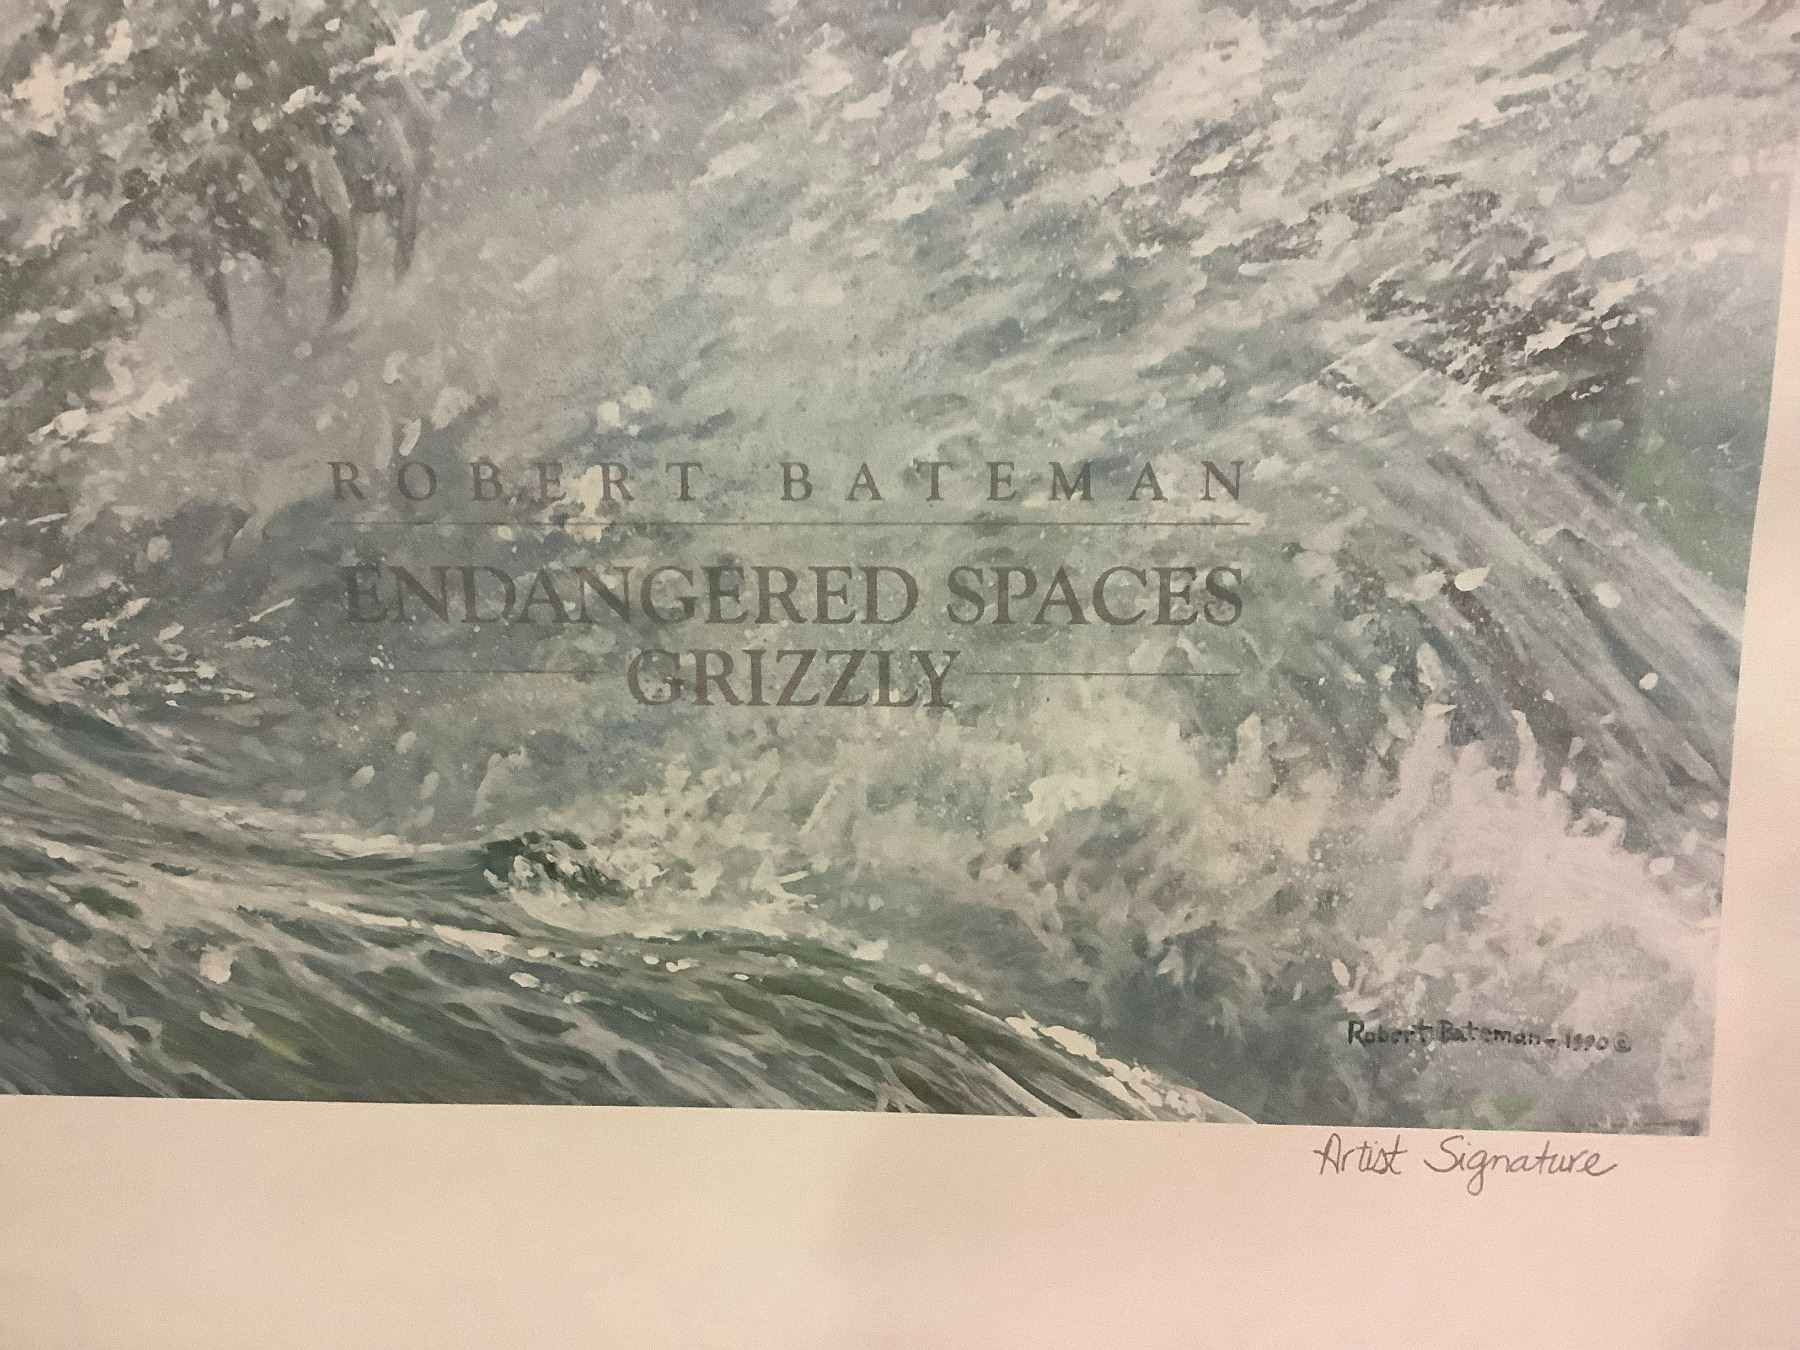 ROBERT BATEMAN
ENDANGERED SPACES
GRIZZLY
Robert Bateman - 1990 ©
Artist Signature